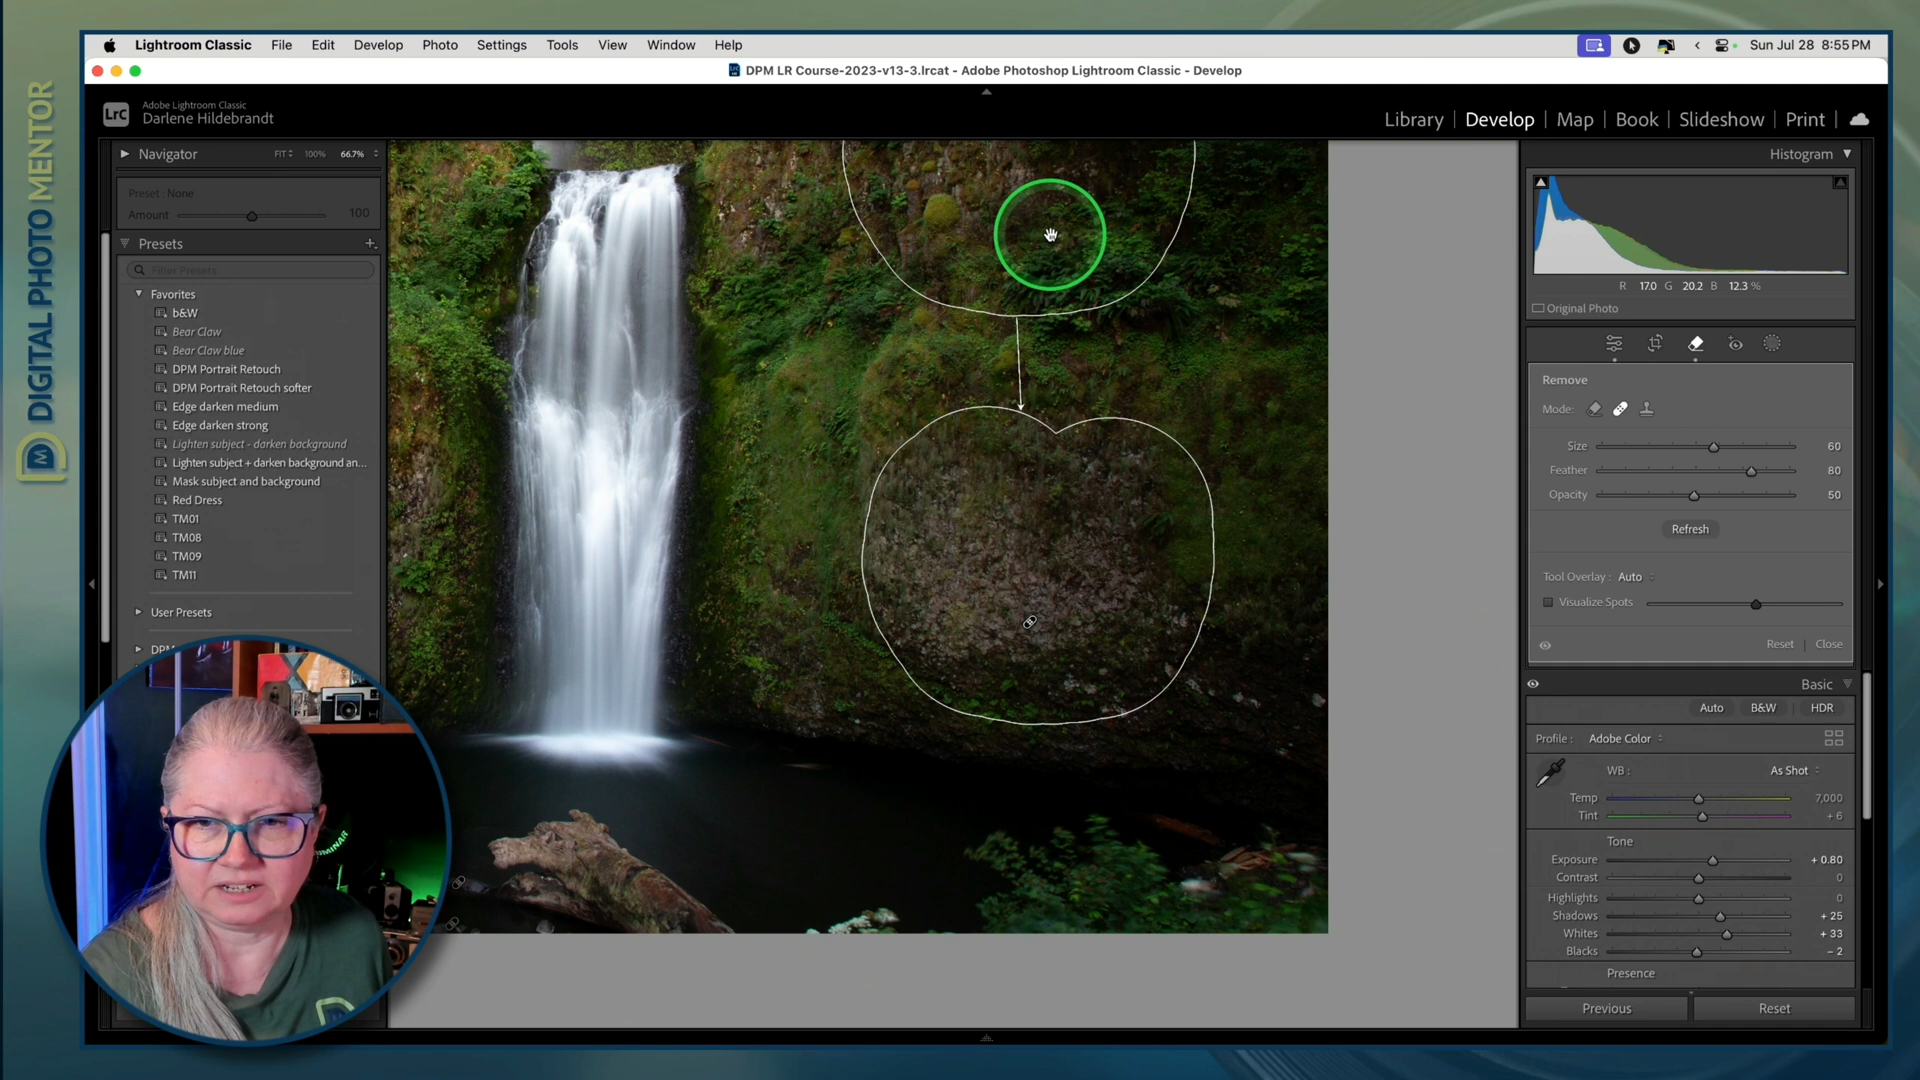 Lightroom Classic File Edit Develop Photo Settings Tools View Window Help Sun Jul 28 8:55 PM
DPM LR Course-2023-v13-3.lrcat - Adobe Photoshop Lightroom Classic - Develop
DIGITAL PHOTO MENTOR
LrC
Adobe Lightroom Classic
Darlene Hildebrandt
Library | Develop | Map | Book | Slideshow | Print
Navigator FIT 100% 66.7%
Preset : None
Amount 100
Presets
Filter Presets
Favorites
b&W
Bear Claw
Bear Claw blue
DPM Portrait Retouch
DPM Portrait Retouch softer
Edge darken medium
Edge darken strong
Lighten subject - darken background
Lighten subject + darken background an...
Mask subject and background
Red Dress
TM01
TM08
TM09
TM11
User Presets
Histogram
R 17.0 G 20.2 B 12.3 %
Original Photo
Remove
Mode:
Size 60
Feather 80
Opacity 50
Refresh
Tool Overlay : Auto
Visualize Spots
Reset | Close
Basic
Auto B&W HDR
Profile : Adobe Color
WB : As Shot
Temp 7,000
Tint + 6
Tone
Exposure + 0.80
Contrast 0
Highlights 0
Shadows + 25
Whites + 33
Blacks - 2
Presence
Previous Reset